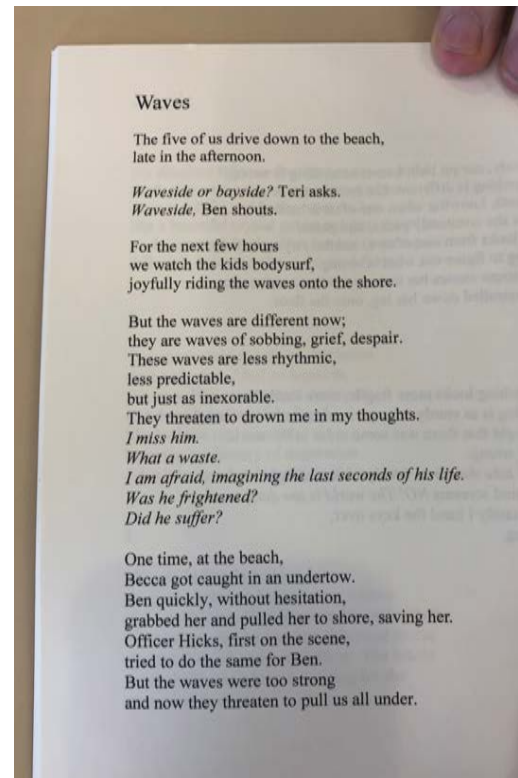 Waves
The five of us drive down to the beach,
late in the afternoon.
Waveside or bayside? Teri asks.
Waveside, Ben shouts.
For the next few hours
we watch the kids bodysurf,
joyfully riding the waves onto the shore.
But the waves are different now;
they are waves of sobbing, grief, despair.
These waves are less rhythmic,
less predictable,
but just as inexorable.
They threaten to drown me in my thoughts.
I miss him.
What a waste.
I am afraid, imagining the last seconds of his life.
Was he frightened?
Did he suffer?
One time, at the beach,
Becca got caught in an undertow.
Ben quickly, without hesitation,
grabbed her and pulled her to shore, saving her.
Officer Hicks, first on the scene,
tried to do the same for Ben.
But the waves were too strong
and now they threaten to pull us all under.